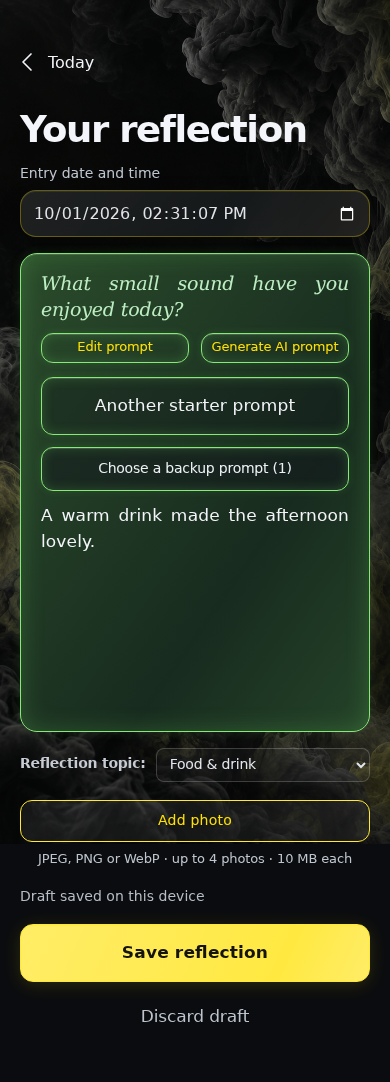 Today
Your reflection
Entry date and time
10/01/2026, 02:31:07 PM
What small sound have you
enjoyed today?
Edit prompt
Generate AI prompt
Another starter prompt
Choose a backup prompt (1)
A warm drink made the afternoon
lovely.
Reflection topic:
Food & drink
Add photo
JPEG, PNG or WebP · up to 4 photos · 10 MB each
Draft saved on this device
Save reflection
Discard draft